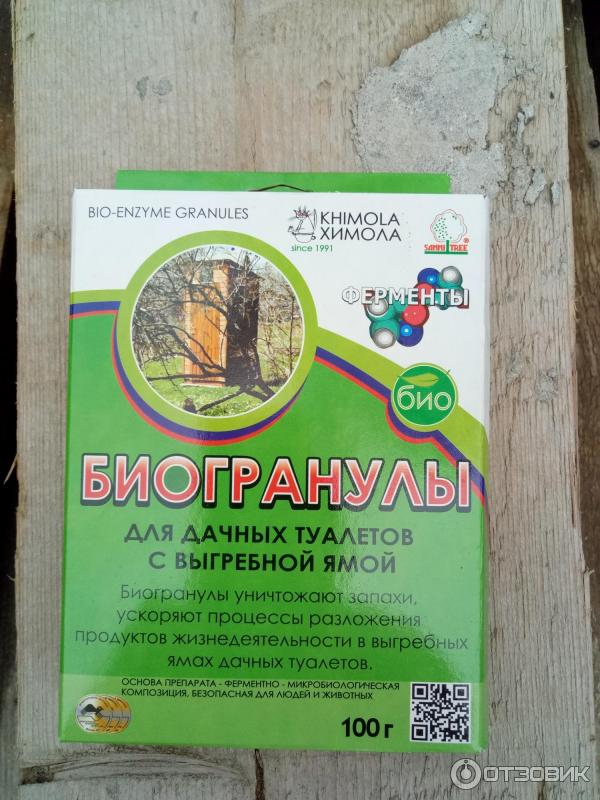 BIO-ENZYME GRANULES
KHIMOLA
ХИМОЛА
since 1991
SANMI TREE®
ФЕРМЕНТЫ
био
БИОГРАНУЛЫ
ДЛЯ ДАЧНЫХ ТУАЛЕТОВ
С ВЫГРЕБНОЙ ЯМОЙ
Биогранулы уничтожают запахи,
ускоряют процессы разложения
продуктов жизнедеятельности в выгребных
ямах дачных туалетов.
ОСНОВА ПРЕПАРАТА - ФЕРМЕНТНО - МИКРОБИОЛОГИЧЕСКАЯ
КОМПОЗИЦИЯ, БЕЗОПАСНАЯ ДЛЯ ЛЮДЕЙ И ЖИВОТНЫХ
100 г
ОТЗОВИК